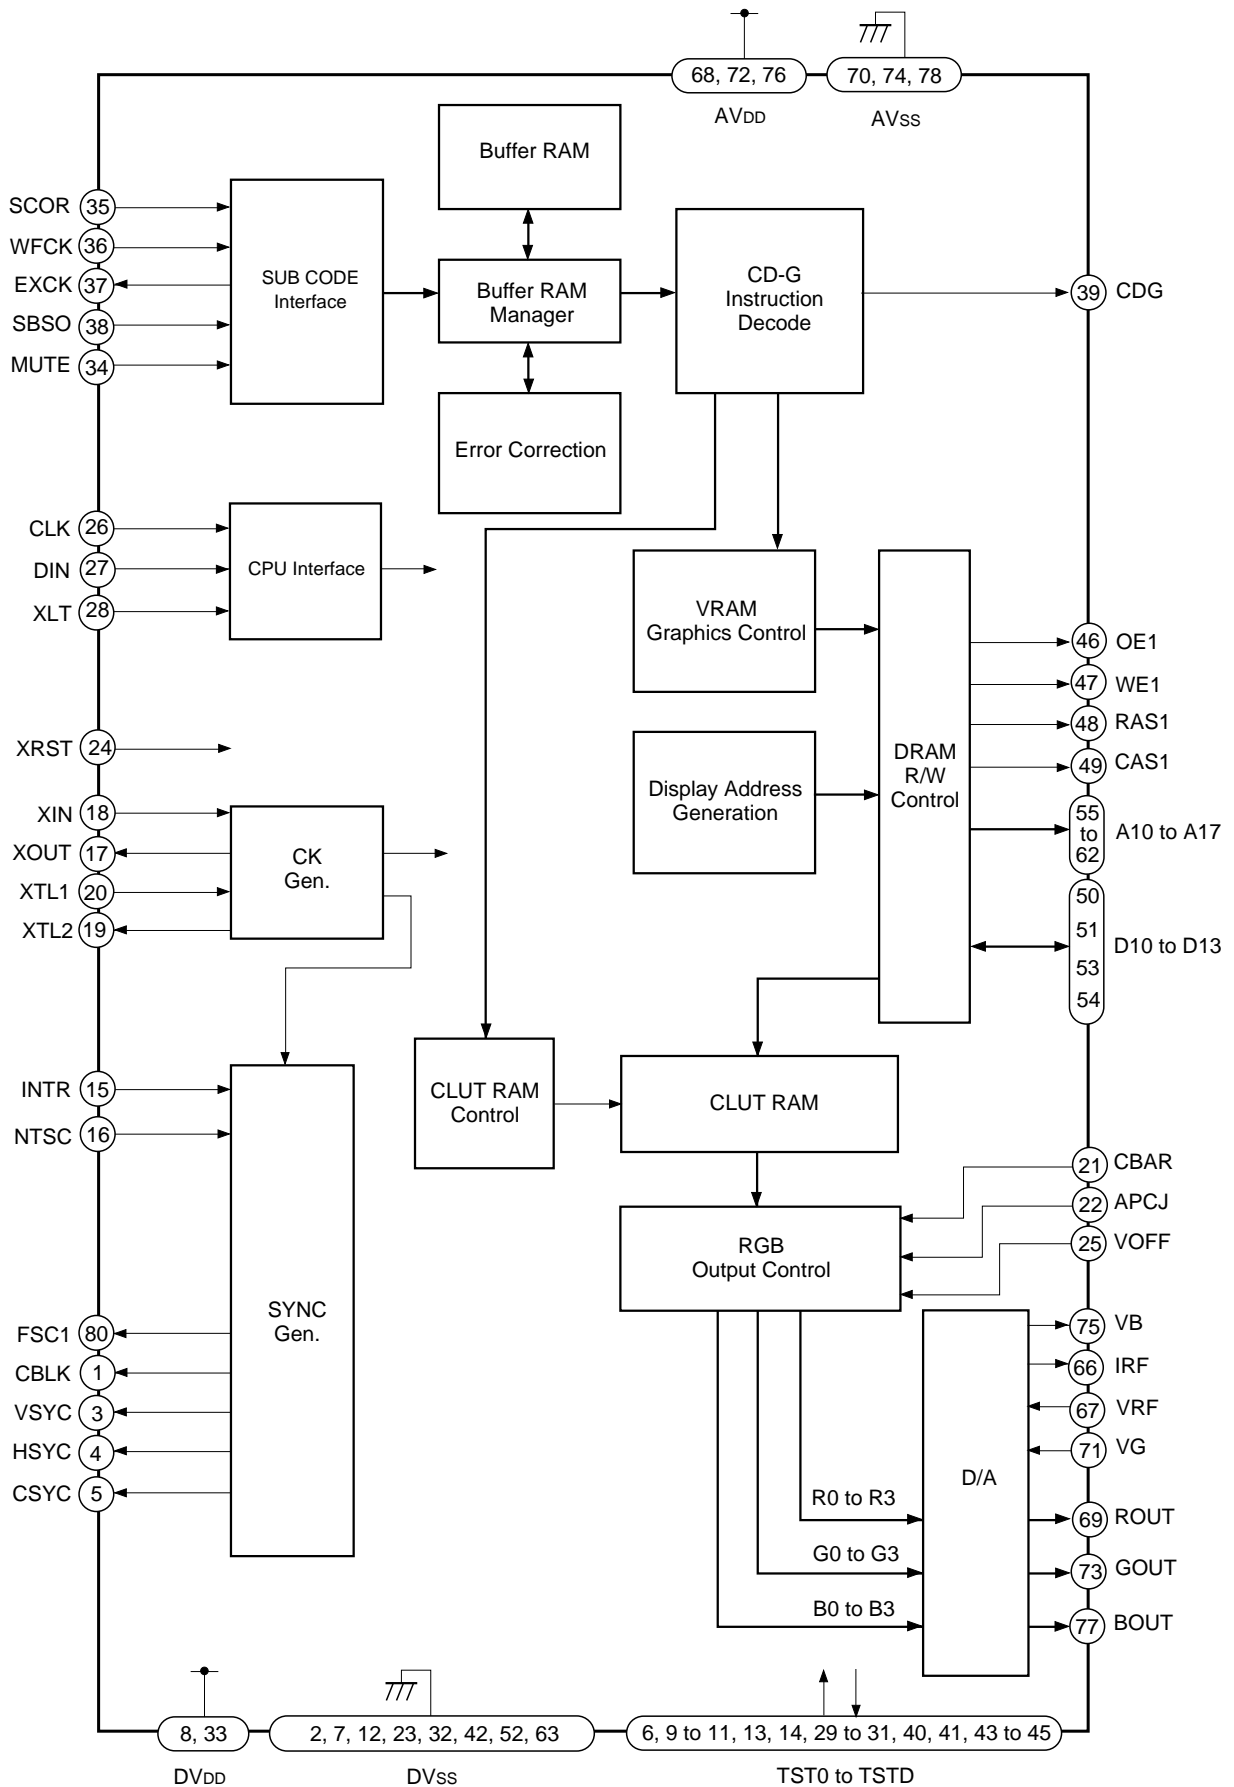 68, 72, 76
70, 74, 78
AVDD
AVSS
Buffer RAM
SCOR 35
WFCK 36
EXCK 37
SBSO 38
MUTE 34
SUB CODE
Interface
Buffer RAM
Manager
CD-G
Instruction
Decode
39 CDG
Error Correction
CLK 26
DIN 27
XLT 28
CPU Interface
VRAM
Graphics Control
Display Address
Generation
DRAM
R/W
Control
46 OE1
47 WE1
48 RAS1
49 CAS1
55
to
62
A10 to A17
50
51
53
54
D10 to D13
XRST 24
XIN 18
XOUT 17
XTL1 20
XTL2 19
CK
Gen.
INTR 15
NTSC 16
CLUT RAM
Control
CLUT RAM
21 CBAR
22 APCJ
25 VOFF
RGB
Output Control
SYNC
Gen.
FSC1 80
CBLK 1
VSYC 3
HSYC 4
CSYC 5
75 VB
66 IRF
67 VRF
71 VG
D/A
R0 to R3
G0 to G3
B0 to B3
69 ROUT
73 GOUT
77 BOUT
8, 33
2, 7, 12, 23, 32, 42, 52, 63
6, 9 to 11, 13, 14, 29 to 31, 40, 41, 43 to 45
DVDD
DVSS
TST0 to TSTD